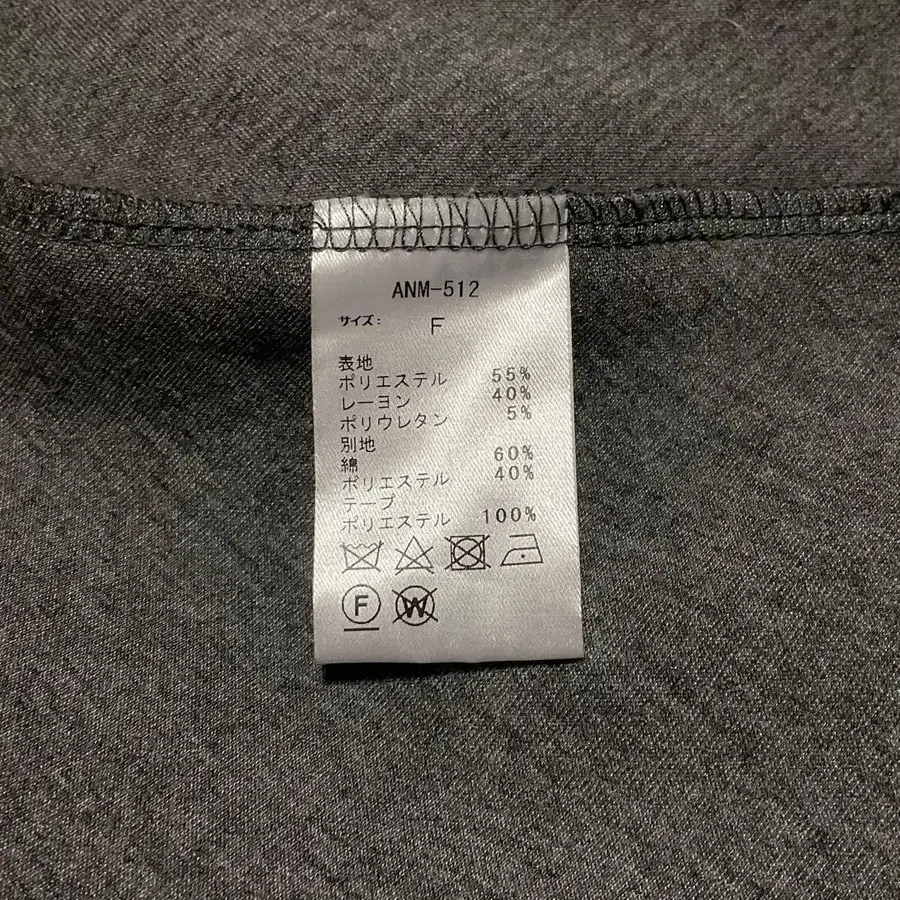 ANM-512
サイズ: F
表地
ポリエステル 55%
レーヨン 40%
ポリウレタン 5%
別地
綿 60%
ポリエステル 40%
テープ
ポリエステル 100%
F W